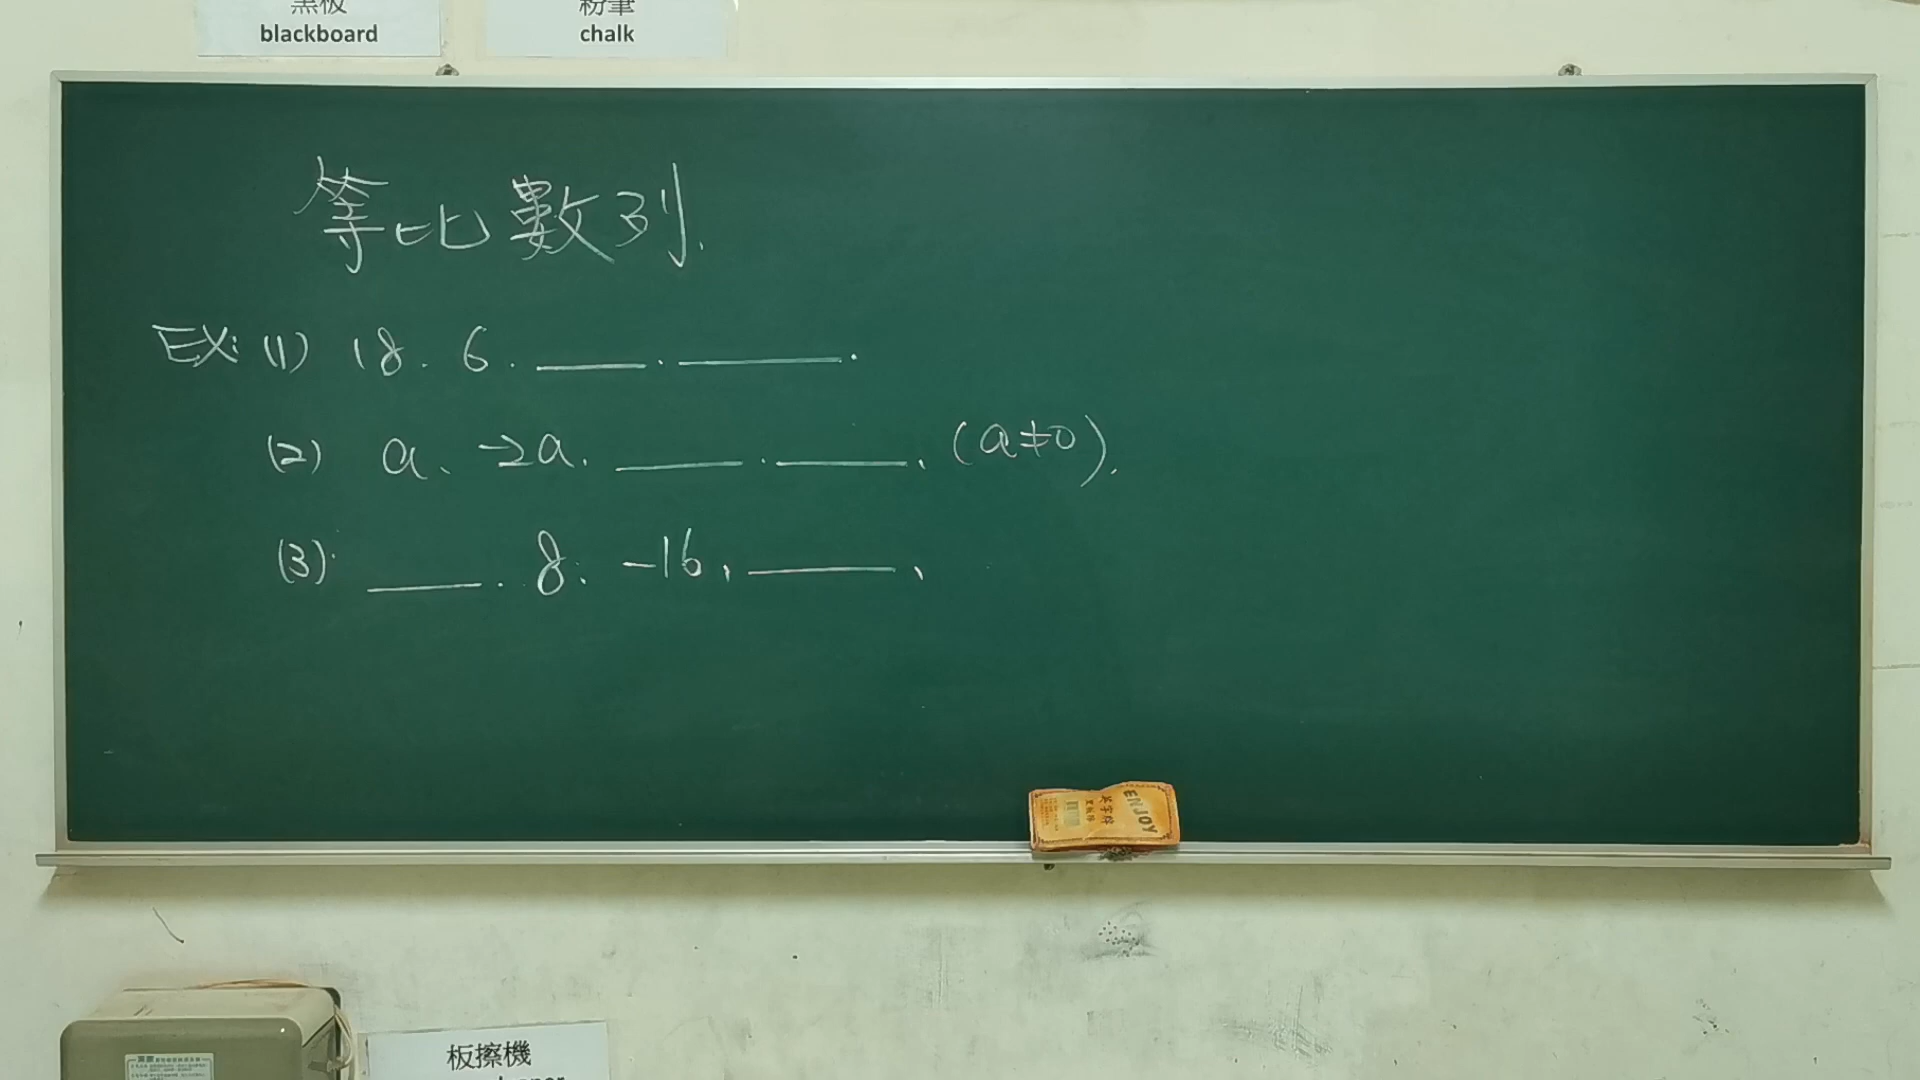 黑板
blackboard
粉筆
chalk
等比數列.
EX: (1) 18. 6. ____. ____.
(2) a、-2a. ____. ____、(a≠0).
(3). ____. 8. -16, ____、
ENJOY
板擦機